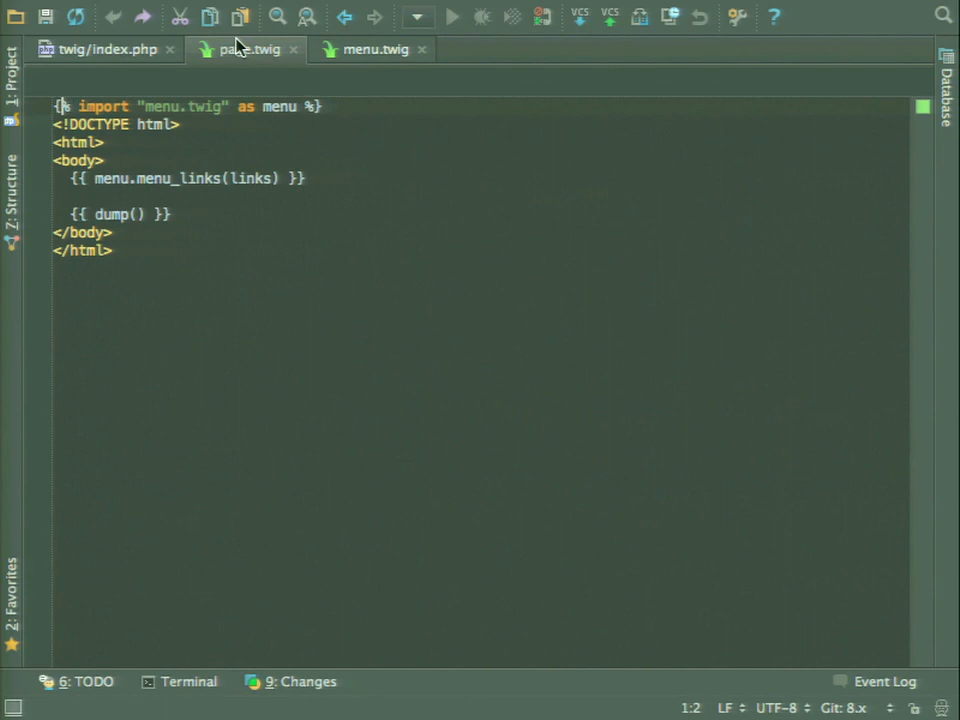 VCS VCS
twig/index.php
.twig
menu.twig
1: Project
Z: Structure
2: Favorites
Database
{% import "menu.twig" as menu %}
<!DOCTYPE html>
<html>
<body>
{{ menu.menu_links(links) }}
{{ dump() }}
</body>
</html>
6: TODO
Terminal
9: Changes
Event Log
1:2
LF
UTF-8
Git: 8.x